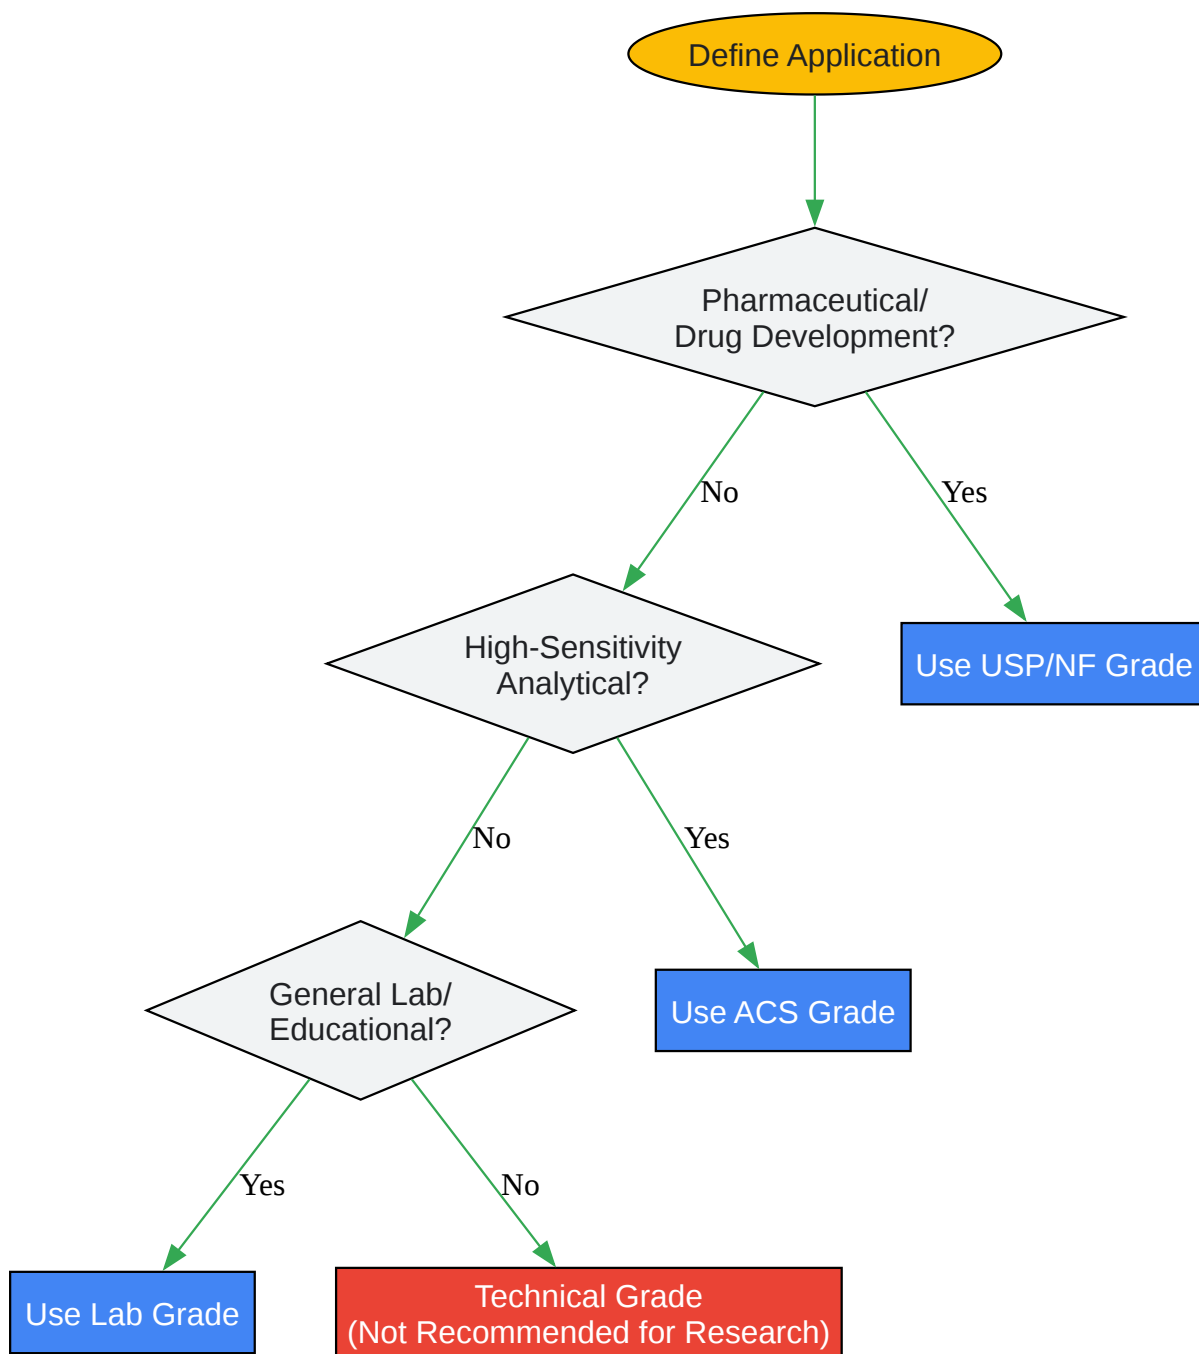 Define Application
Pharmaceutical/
Drug Development?
No
Yes
High-Sensitivity
Analytical?
Use USP/NF Grade
No
Yes
General Lab/
Educational?
Use ACS Grade
Yes
No
Use Lab Grade
Technical Grade
(Not Recommended for Research)